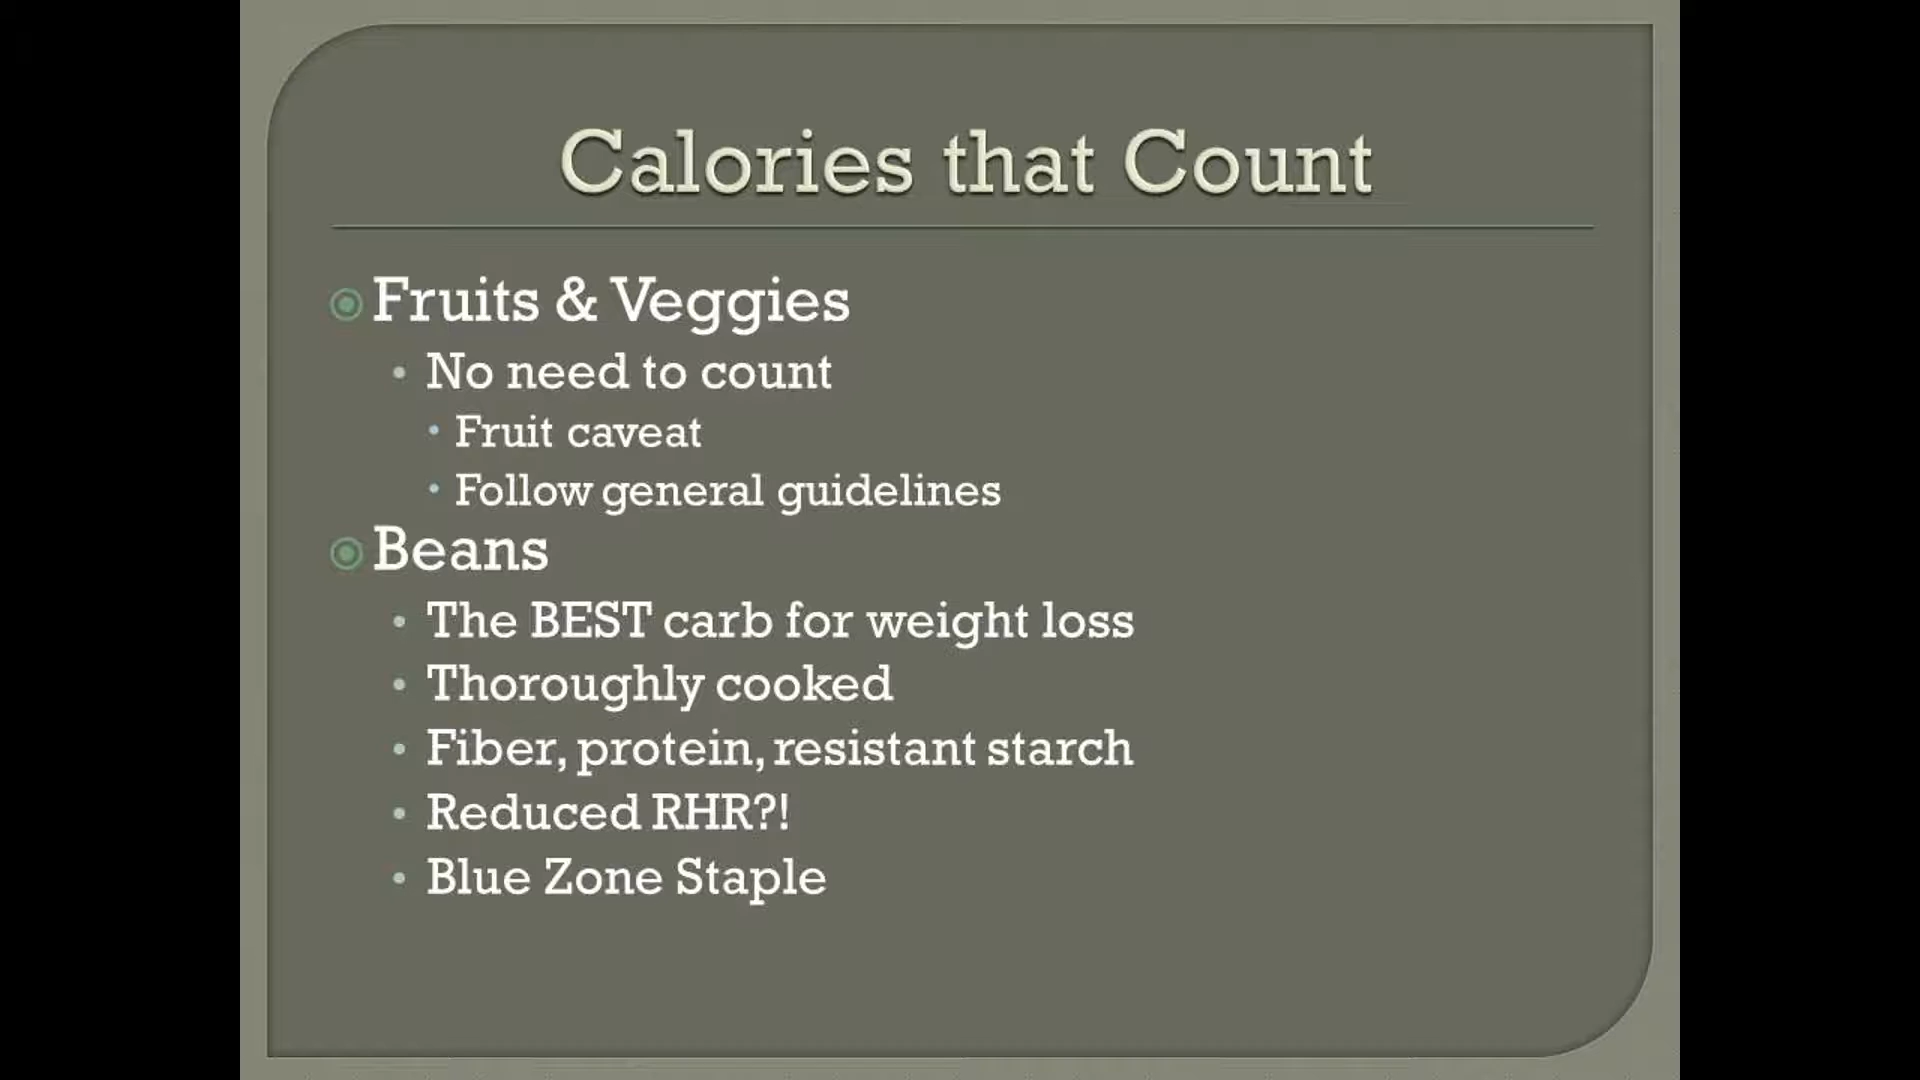 Calories that Count
Fruits & Veggies
No need to count
Fruit caveat
Follow general guidelines
Beans
The BEST carb for weight loss
Thoroughly cooked
Fiber, protein, resistant starch
Reduced RHR?!
Blue Zone Staple